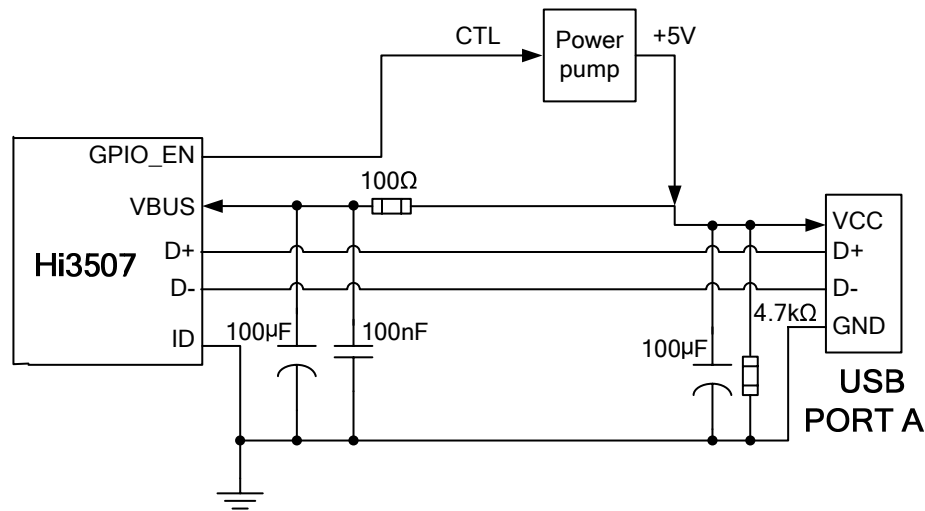 CTL
Power
pump
+5V
GPIO_EN
100Ω
VBUS
VCC
D+
D+
Hi3507
D-
D-
4.7kΩ
GND
ID
100µF
100nF
100µF
USB
PORT A